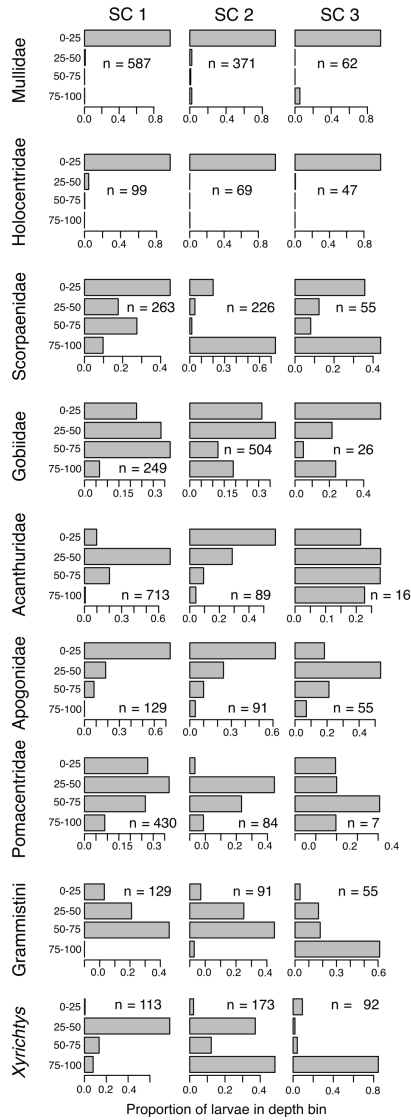 SC 1 SC 2 SC 3
Mullidae
0-25
25-50
50-75
75-100
n = 587 n = 371 n = 62
0.0 0.4 0.8 0.0 0.4 0.8 0.0 0.4 0.8
Holocentridae
0-25
25-50
50-75
75-100
n = 99 n = 69 n = 47
0.0 0.4 0.8 0.0 0.4 0.8 0.0 0.4 0.8
Scorpaenidae
0-25
25-50
50-75
75-100
n = 263 n = 226 n = 55
0.0 0.2 0.4 0.0 0.3 0.6 0.0 0.2 0.4
Gobiidae
0-25
25-50
50-75
75-100
n = 249 n = 504 n = 26
0.0 0.15 0.3 0.0 0.15 0.3 0.0 0.2 0.4
Acanthuridae
0-25
25-50
50-75
75-100
n = 713 n = 89 n = 16
0.0 0.3 0.6 0.0 0.2 0.4 0.0 0.1 0.2
Apogonidae
0-25
25-50
50-75
75-100
n = 129 n = 91 n = 55
0.0 0.3 0.6 0.0 0.3 0.6 0.0 0.2 0.4
Pomacentridae
0-25
25-50
50-75
75-100
n = 430 n = 84 n = 7
0.0 0.15 0.3 0.0 0.2 0.4 0.0 0.2 0.4
Grammistini
0-25
25-50
50-75
75-100
n = 129 n = 91 n = 55
0.0 0.2 0.4 0.0 0.2 0.4 0.0 0.3 0.6
Xyrichtys
0-25
25-50
50-75
75-100
n = 113 n = 173 n = 92
0.0 0.2 0.4 0.0 0.2 0.4 0.0 0.4 0.8
Proportion of larvae in depth bin